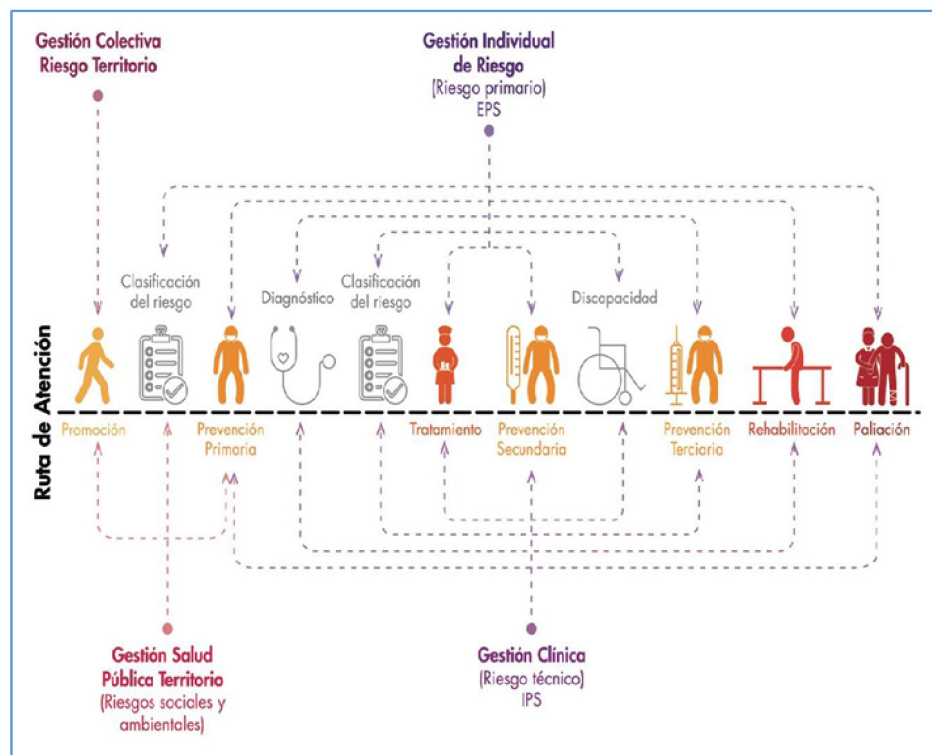 Gestión Colectiva
Riesgo Territorio
Gestión Individual
de Riesgo
(Riesgo primario)
EPS
Clasificación
del riesgo
Diagnóstico
Clasificación
del riesgo
Discapacidad
Ruta de Atención
Promoción
Prevención
Primaria
Tratamiento
Prevención
Secundaria
Prevención
Terciaria
Rehabilitación
Paliación
Gestión Salud
Pública Territorio
(Riesgos sociales y
ambientales)
Gestión Clínica
(Riesgo técnico)
IPS